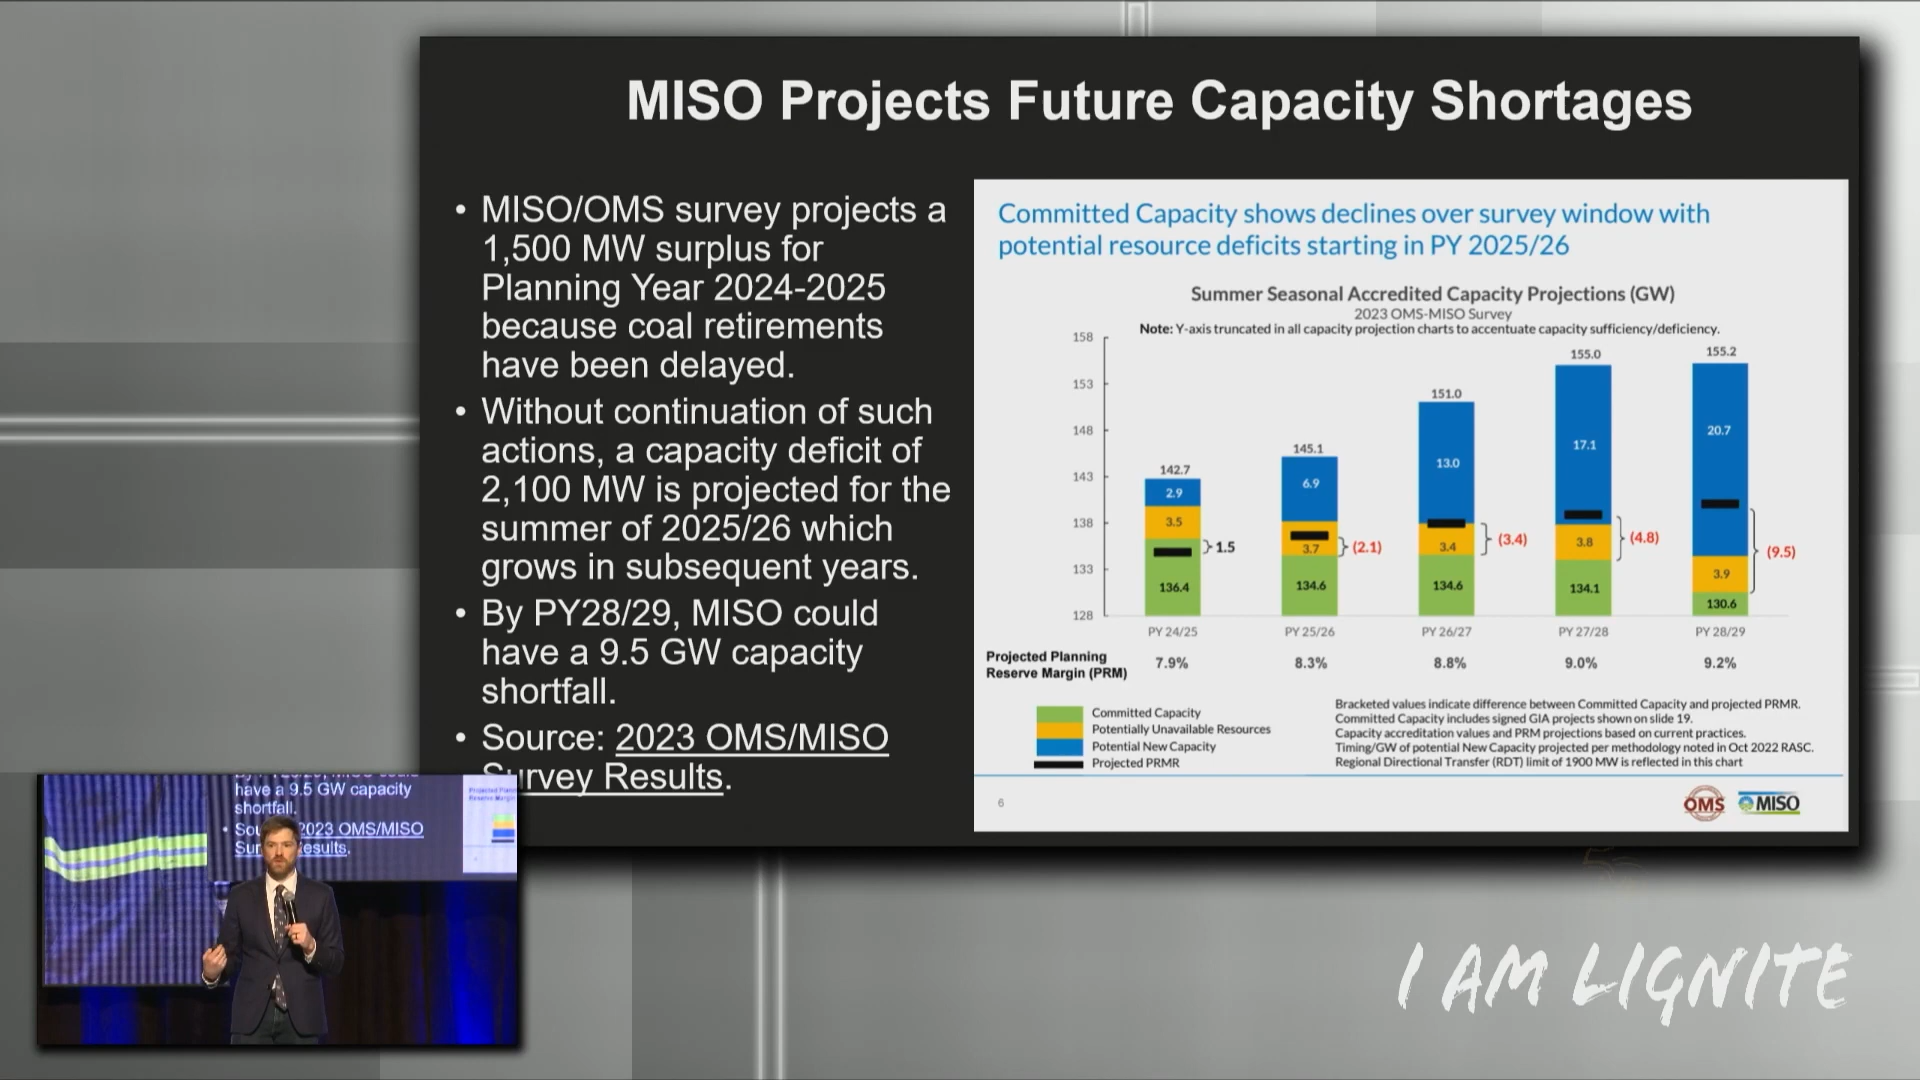 MISO Projects Future Capacity Shortages
• MISO/OMS survey projects a
1,500 MW surplus for
Planning Year 2024-2025
because coal retirements
have been delayed.
• Without continuation of such
actions, a capacity deficit of
2,100 MW is projected for the
summer of 2025/26 which
grows in subsequent years.
• By PY28/29, MISO could
have a 9.5 GW capacity
shortfall.
• Source: 2023 OMS/MISO
Survey Results.
Committed Capacity shows declines over survey window with
potential resource deficits starting in PY 2025/26
Summer Seasonal Accredited Capacity Projections (GW)
2023 OMS-MISO Survey
Note: Y-axis truncated in all capacity projection charts to accentuate capacity sufficiency/deficiency.
158
153
148
143
138
133
128
142.7
2.9
3.5
1.5
136.4
145.1
6.9
3.7
(2.1)
134.6
151.0
13.0
3.4
(3.4)
134.6
155.0
17.1
3.8
(4.8)
134.1
155.2
20.7
3.9
(9.5)
130.6
PY 24/25 PY 25/26 PY 26/27 PY 27/28 PY 28/29
Projected Planning
Reserve Margin (PRM)
7.9% 8.3% 8.8% 9.0% 9.2%
Committed Capacity
Potentially Unavailable Resources
Potential New Capacity
Projected PRMR
Bracketed values indicate difference between Committed Capacity and projected PRMR.
Committed Capacity includes signed GIA projects shown on slide 19.
Capacity accreditation values and PRM projections based on current practices.
Timing/GW of potential New Capacity projected per methodology noted in Oct 2022 RASC.
Regional Directional Transfer (RDT) limit of 1900 MW is reflected in this chart
6
OMS MISO
have a 9.5 GW capacity
shortfall.
2023 OMS/MISO
I AM LIGNITE